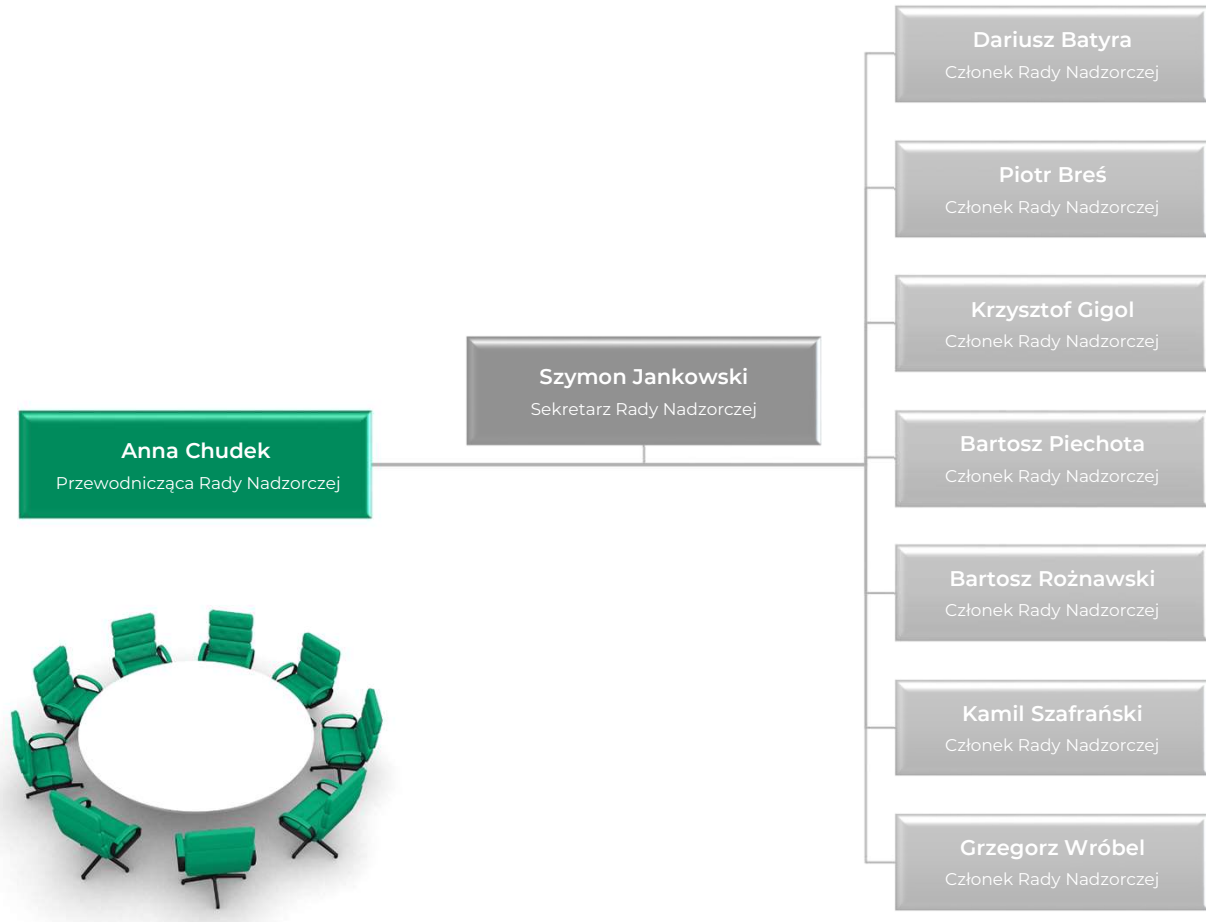 Anna Chudek
Przewodnicząca Rady Nadzorczej
Szymon Jankowski
Sekretarz Rady Nadzorczej
Dariusz Batyra
Członek Rady Nadzorczej
Piotr Breś
Członek Rady Nadzorczej
Krzysztof Gigol
Członek Rady Nadzorczej
Bartosz Piechota
Członek Rady Nadzorczej
Bartosz Rożnawski
Członek Rady Nadzorczej
Kamil Szafrański
Członek Rady Nadzorczej
Grzegorz Wróbel
Członek Rady Nadzorczej